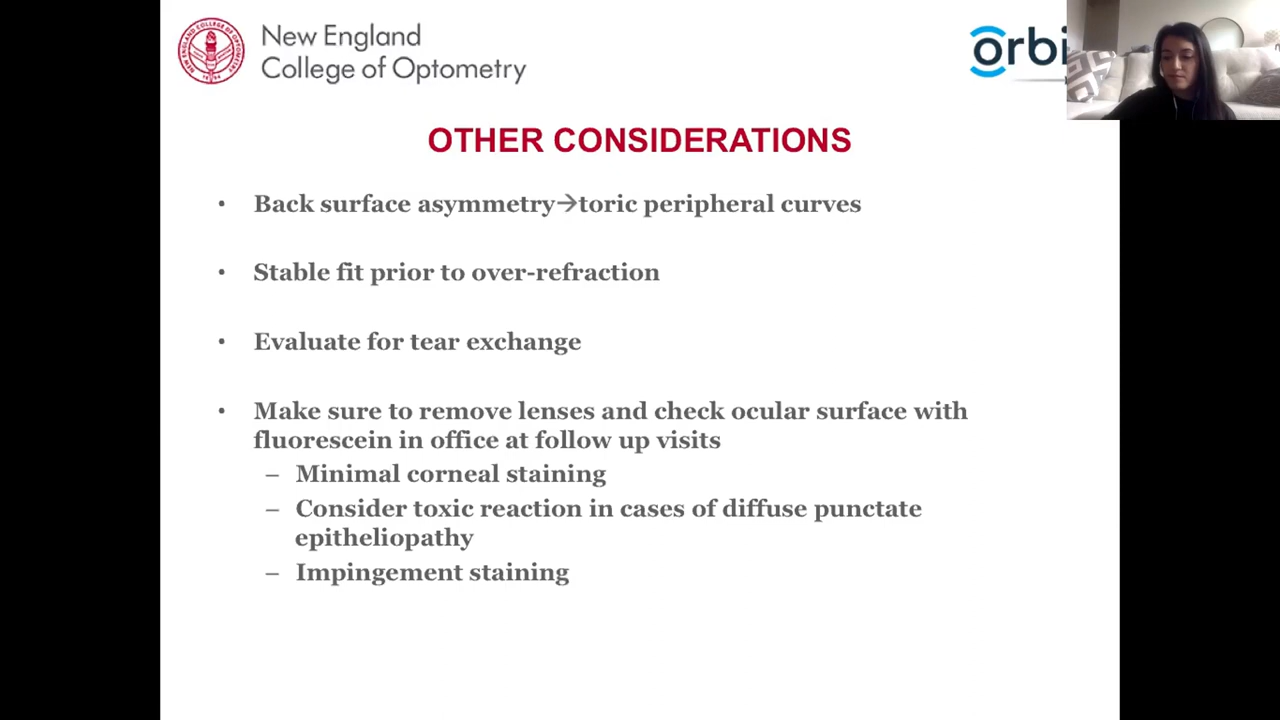 New England
College of Optometry
orbi
OTHER CONSIDERATIONS
• Back surface asymmetry→toric peripheral curves
• Stable fit prior to over-refraction
• Evaluate for tear exchange
• Make sure to remove lenses and check ocular surface with
fluorescein in office at follow up visits
– Minimal corneal staining
– Consider toxic reaction in cases of diffuse punctate
epitheliopathy
– Impingement staining